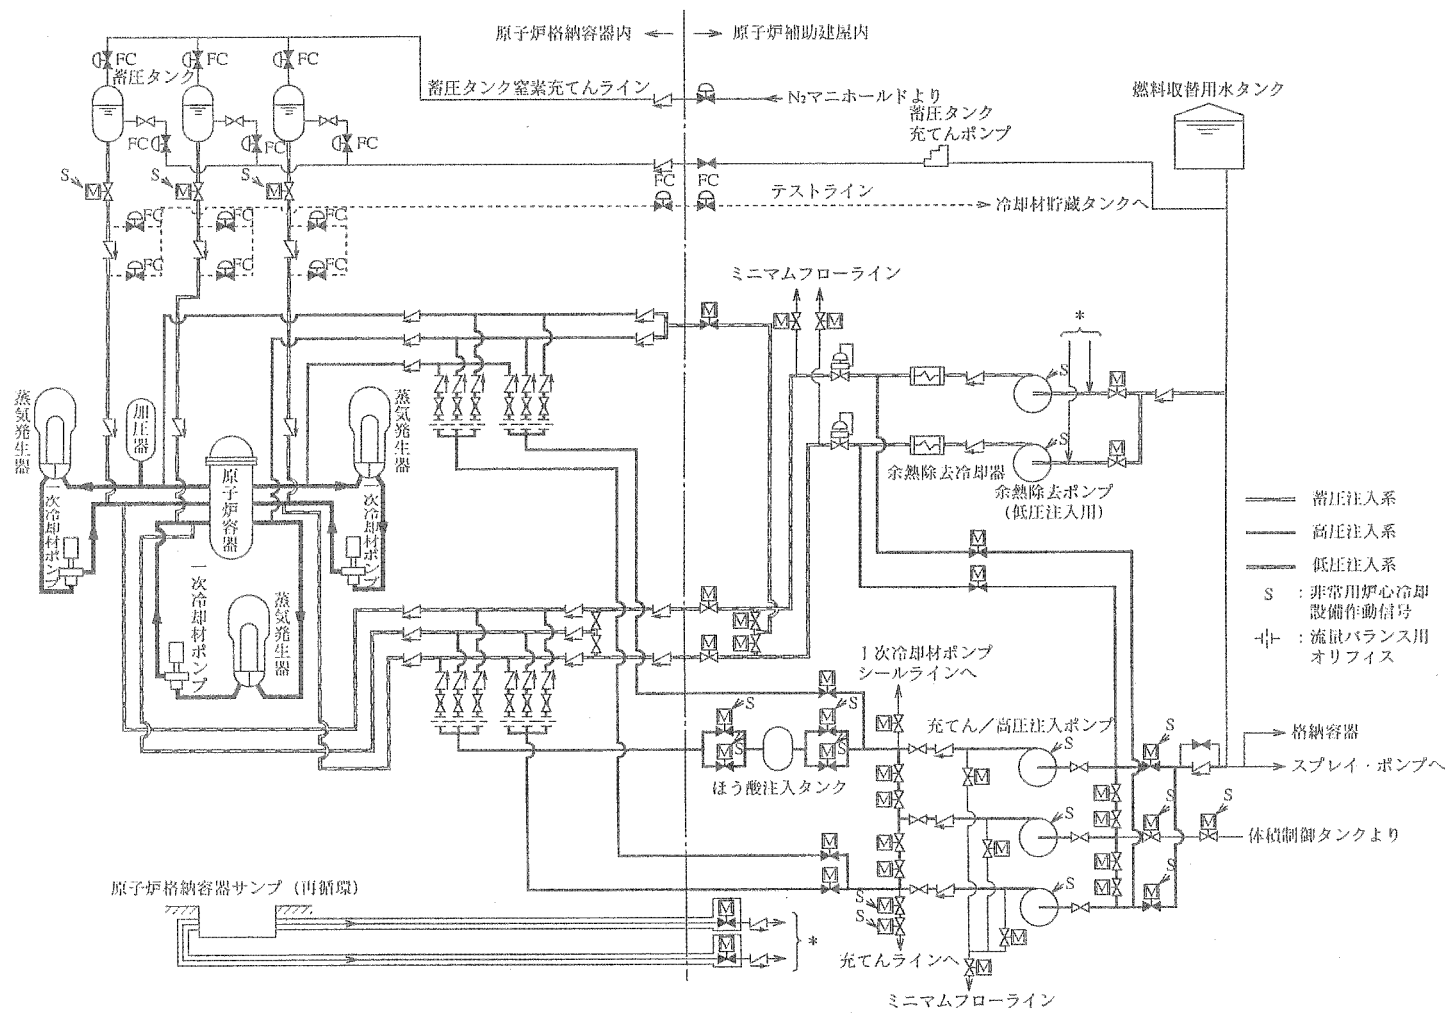 原子炉格納容器内
原子炉補助建屋内
FC
FC
FC
蓄圧タンク
蓄圧タンク窒素充てんライン
N₂マニホールドより
蓄圧タンク
充てんポンプ
燃料取替用水タンク
FC
FC
FC
S
M
S
M
S
M
FC
FC
テストライン
冷却材貯蔵タンクへ
FC
FC
FC
FC
FC
FC
ミニマムフローライン
M
M
M
*
S
M
S
M
蒸気発生器
加圧器
原子炉容器
蒸気発生器
一次冷却材ポンプ
一次冷却材ポンプ
余熱除去冷却器
余熱除去ポンプ
(低圧注入用)
蓄圧注入系
高圧注入系
低圧注入系
S : 非常用炉心冷却
設備作動信号
: 流量バランス用
オリフィス
M
M
一次冷却材ポンプ
蒸気発生器
M
M
M
M
1次冷却材ポンプ
シールラインへ
M
M
S
M
S
M
S
M
S
M
ほう酸注入タンク
M
充てん/高圧注入ポンプ
S
M
S
格納容器
スプレイ・ポンプへ
M
M
M
M
M
S
M
S
M
S
体積制御タンクより
M
M
M
M
M
M
M
M
S
M
S
S
M
S
M
M
M
充てんラインへ
ミニマムフローライン
原子炉格納容器サンプ (再循環)
M
M
*